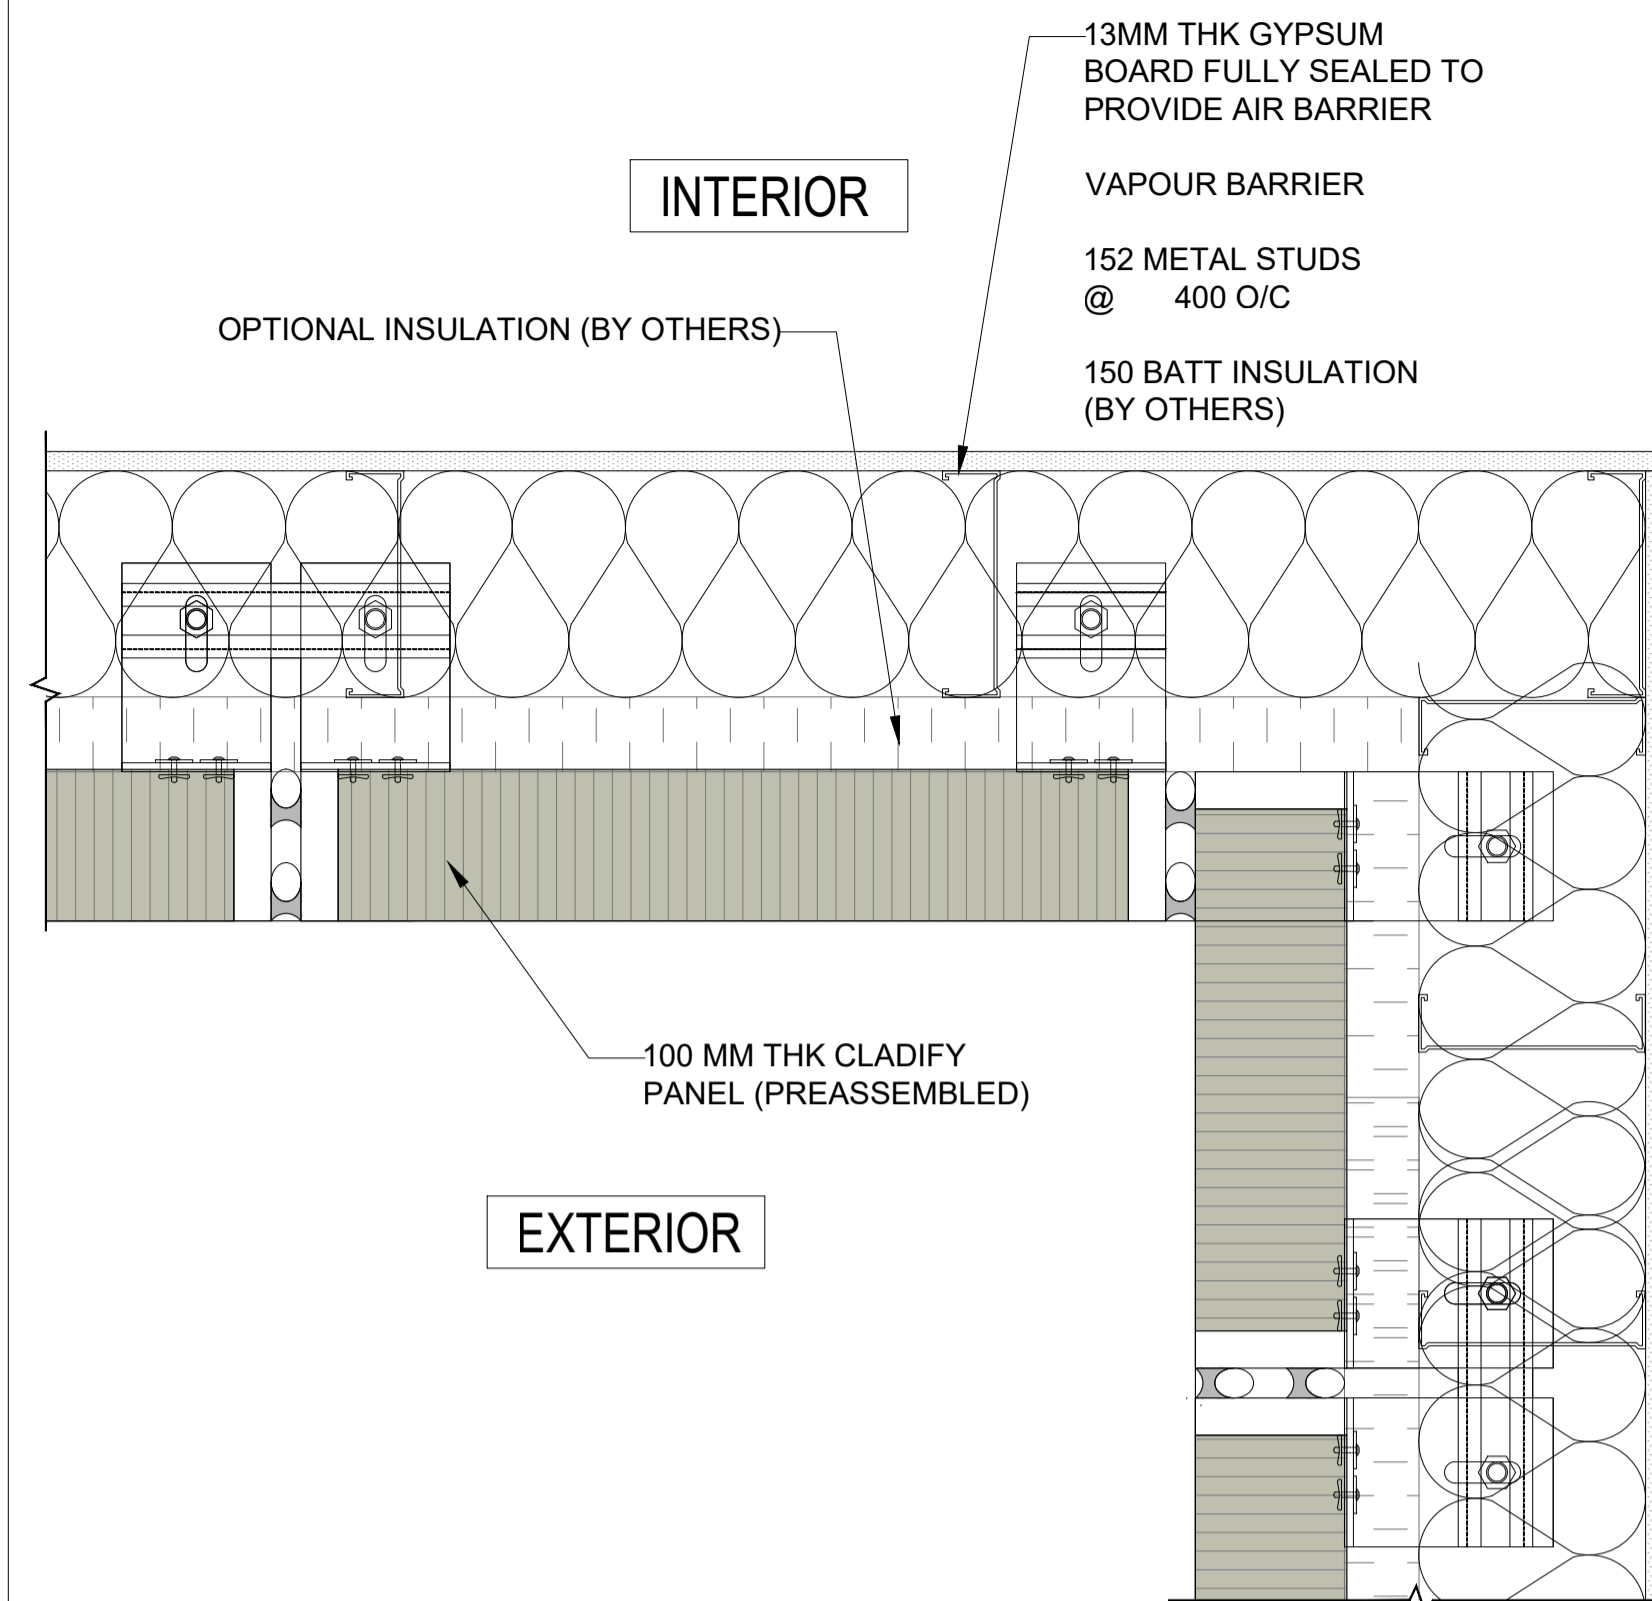 13MM THK GYPSUM
BOARD FULLY SEALED TO
PROVIDE AIR BARRIER
INTERIOR
VAPOUR BARRIER
152 METAL STUDS
@ 400 O/C
OPTIONAL INSULATION (BY OTHERS)
150 BATT INSULATION
(BY OTHERS)
100 MM THK CLADIFY
PANEL (PREASSEMBLED)
EXTERIOR